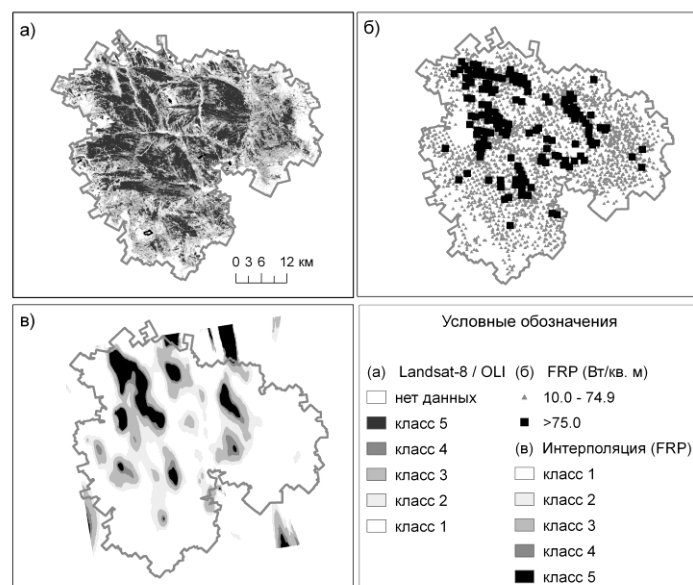 а)
0 3 6 12 км
б)
в)
Условные обозначения
(а) Landsat-8 / OLI
нет данных
класс 5
класс 4
класс 3
класс 2
класс 1
(б) FRP (Вт/кв. м)
10.0 - 74.9
>75.0
(в) Интерполяция (FRP)
класс 1
класс 2
класс 3
класс 4
класс 5